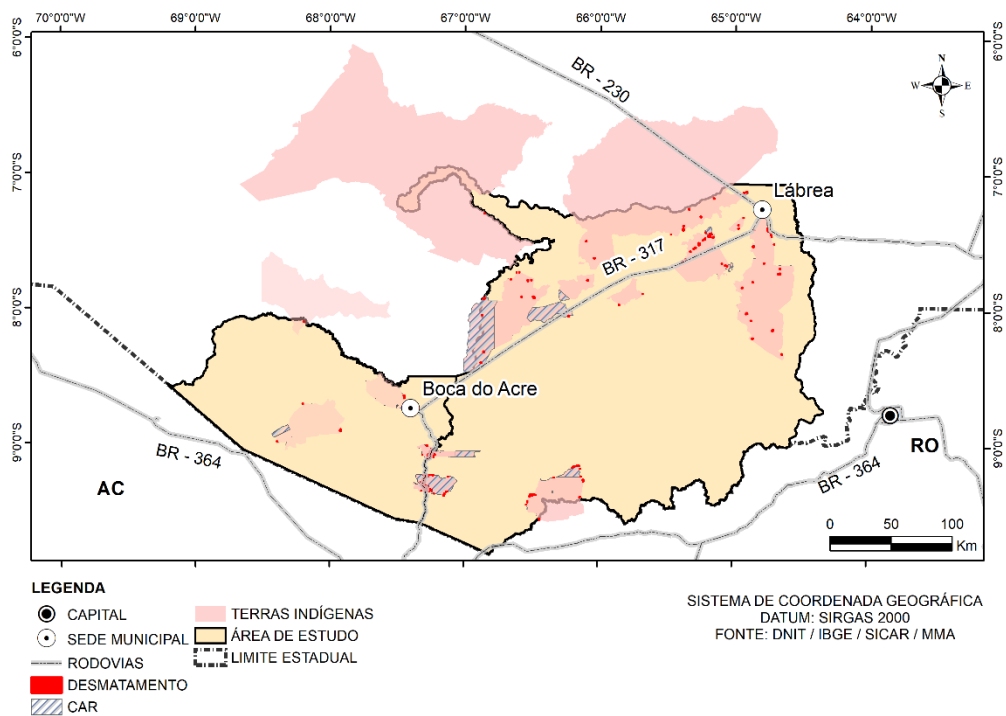 70°0'0"W 69°0'0"W 68°0'0"W 67°0'0"W 66°0'0"W 65°0'0"W 64°0'0"W
6°0'0"S 6°0'0"S
N
W E
S
BR - 230
7°0'0"S 7°0'0"S
Lábrea
BR - 317
8°0'0"S 8°0'0"S
Boca do Acre
9°0'0"S 9°0'0"S
BR - 364
RO
BR - 364
AC
0 50 100
Km
LEGENDA
CAPITAL
SEDE MUNICIPAL
RODOVIAS
DESMATAMENTO
CAR
TERRAS INDÍGENAS
ÁREA DE ESTUDO
LIMITE ESTADUAL
SISTEMA DE COORDENADA GEOGRÁFICA
DATUM: SIRGAS 2000
FONTE: DNIT / IBGE / SICAR / MMA